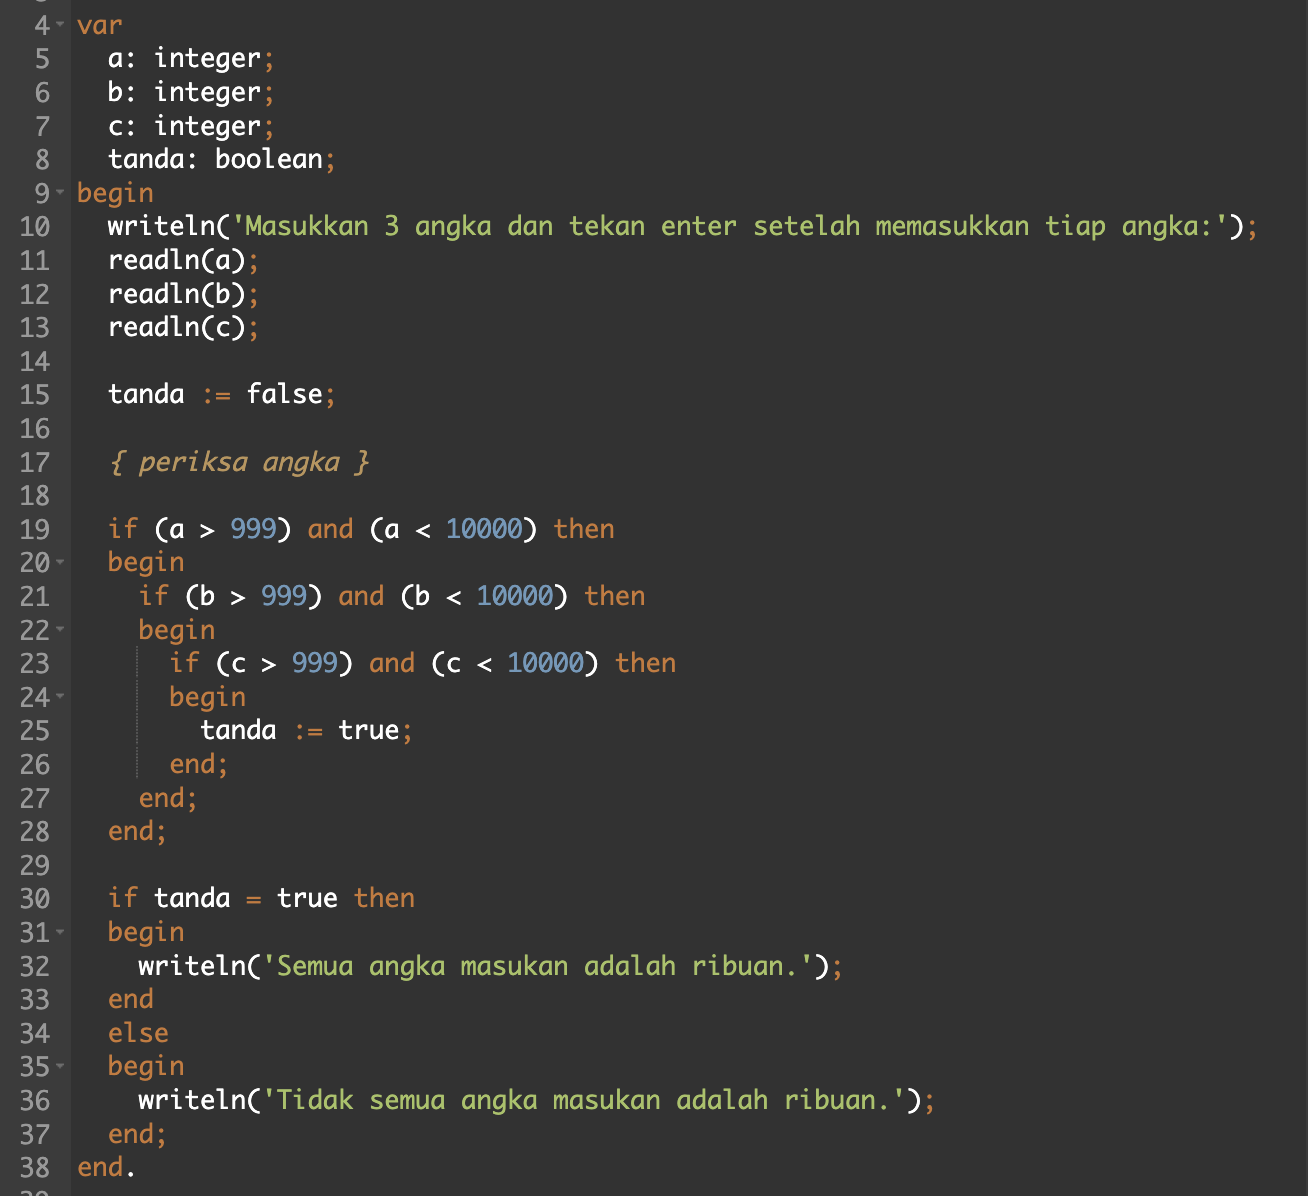 4 var
5   a: integer;
6   b: integer;
7   c: integer;
8   tanda: boolean;
9 begin
10   writeln('Masukkan 3 angka dan tekan enter setelah memasukkan tiap angka:');
11   readln(a);
12   readln(b);
13   readln(c);
14
15   tanda := false;
16
17   { periksa angka }
18
19   if (a > 999) and (a < 10000) then
20   begin
21     if (b > 999) and (b < 10000) then
22     begin
23       if (c > 999) and (c < 10000) then
24       begin
25         tanda := true;
26       end;
27     end;
28   end;
29
30   if tanda = true then
31   begin
32     writeln('Semua angka masukan adalah ribuan.');
33   end
34   else
35   begin
36     writeln('Tidak semua angka masukan adalah ribuan.');
37   end;
38 end.